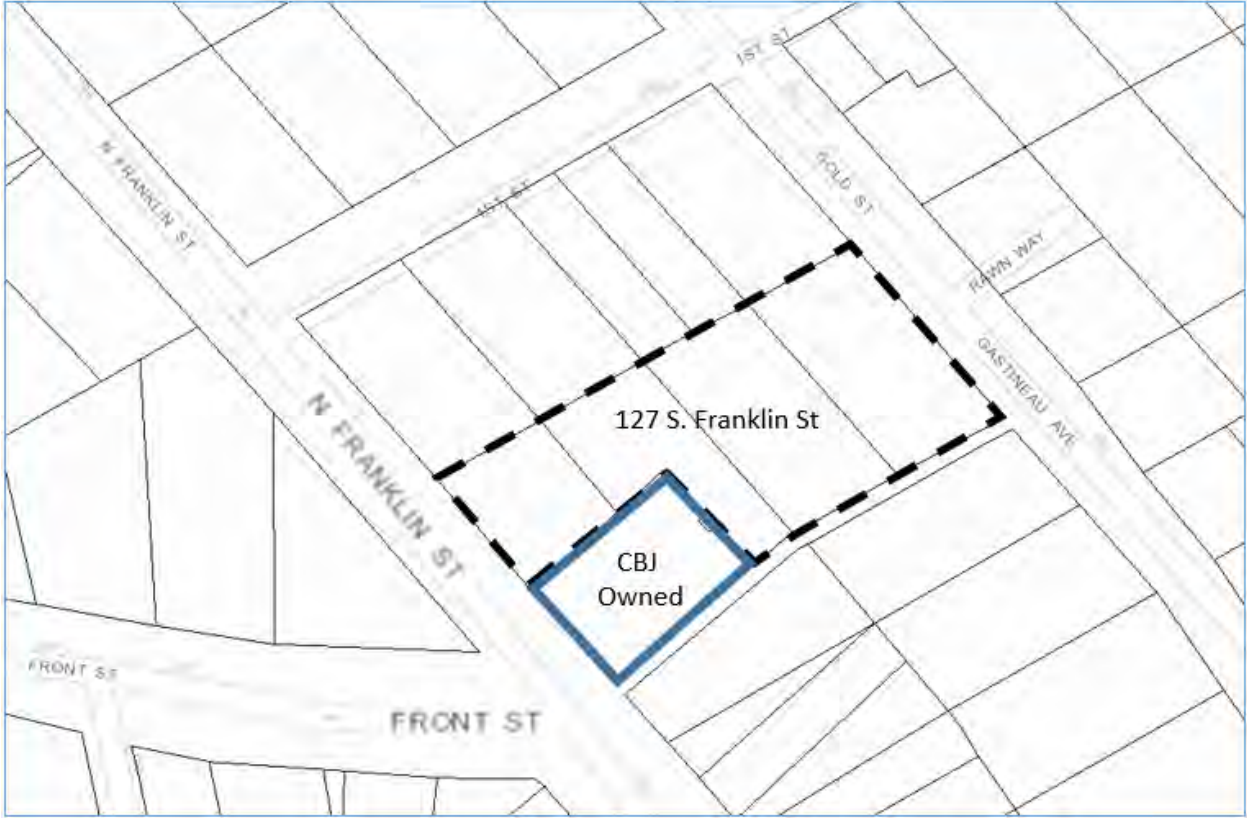 1ST ST
N FRANKLIN ST
GOLD ST
1ST ST
RAWN WAY
GASTINEAU AVE
N FRANKLIN ST
127 S. Franklin St
CBJ
Owned
FRONT ST
FRONT ST